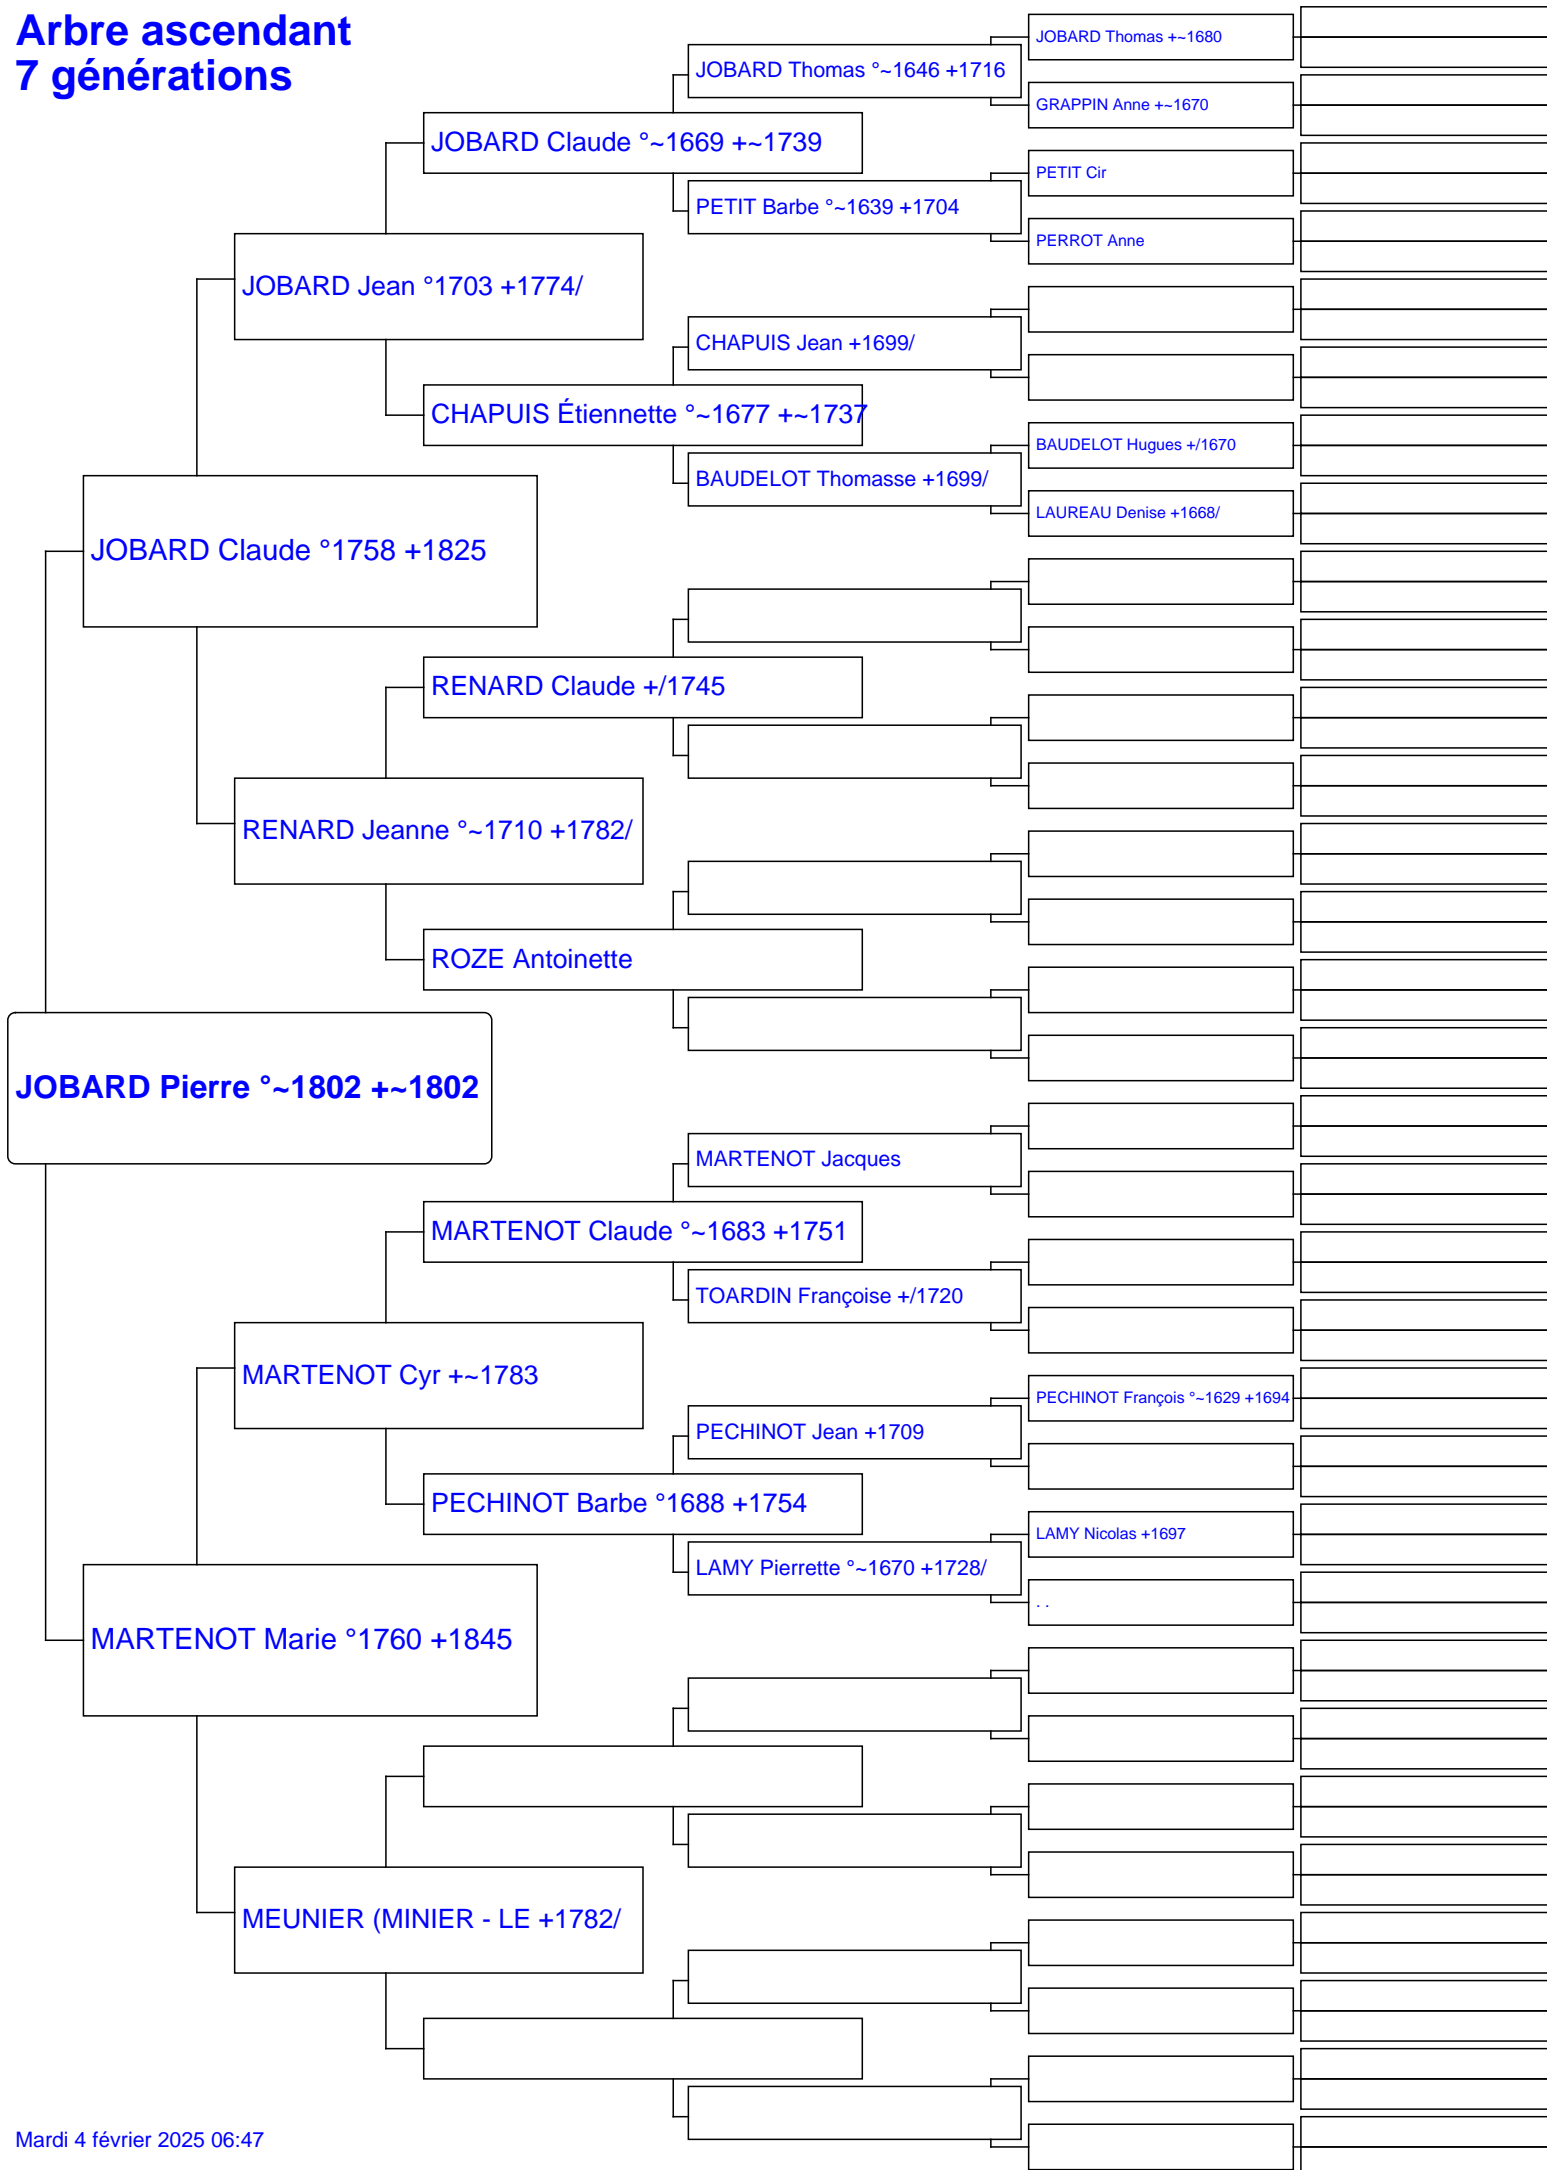 Arbre ascendant
7 générations
JOBARD Thomas +~1680
JOBARD Thomas °~1646 +1716
GRAPPIN Anne +~1670
JOBARD Claude °~1669 +~1739
PETIT Cir
PETIT Barbe °~1639 +1704
PERROT Anne
JOBARD Jean °1703 +1774/
CHAPUIS Jean +1699/
CHAPUIS Étiennette °~1677 +~1737
BAUDELOT Hugues +/1670
BAUDELOT Thomasse +1699/
LAUREAU Denise +1668/
JOBARD Claude °1758 +1825
RENARD Claude +/1745
RENARD Jeanne °~1710 +1782/
ROZE Antoinette
JOBARD Pierre °~1802 +~1802
MARTENOT Jacques
MARTENOT Claude °~1683 +1751
TOARDIN Françoise +/1720
MARTENOT Cyr +~1783
PECHINOT François °~1629 +1694
PECHINOT Jean +1709
PECHINOT Barbe °1688 +1754
LAMY Nicolas +1697
LAMY Pierrette °~1670 +1728/
. .
MARTENOT Marie °1760 +1845
MEUNIER (MINIER - LE +1782/
Mardi 4 février 2025 06:47